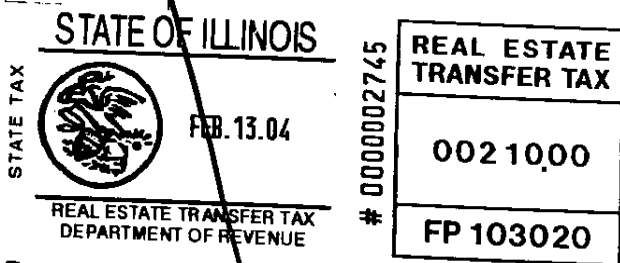 STATE OF ILLINOIS
STATE TAX
FEB.13.04
REAL ESTATE TRANSFER TAX
DEPARTMENT OF REVENUE
# 0000002745
REAL ESTATE
TRANSFER TAX
0021000
FP 103020